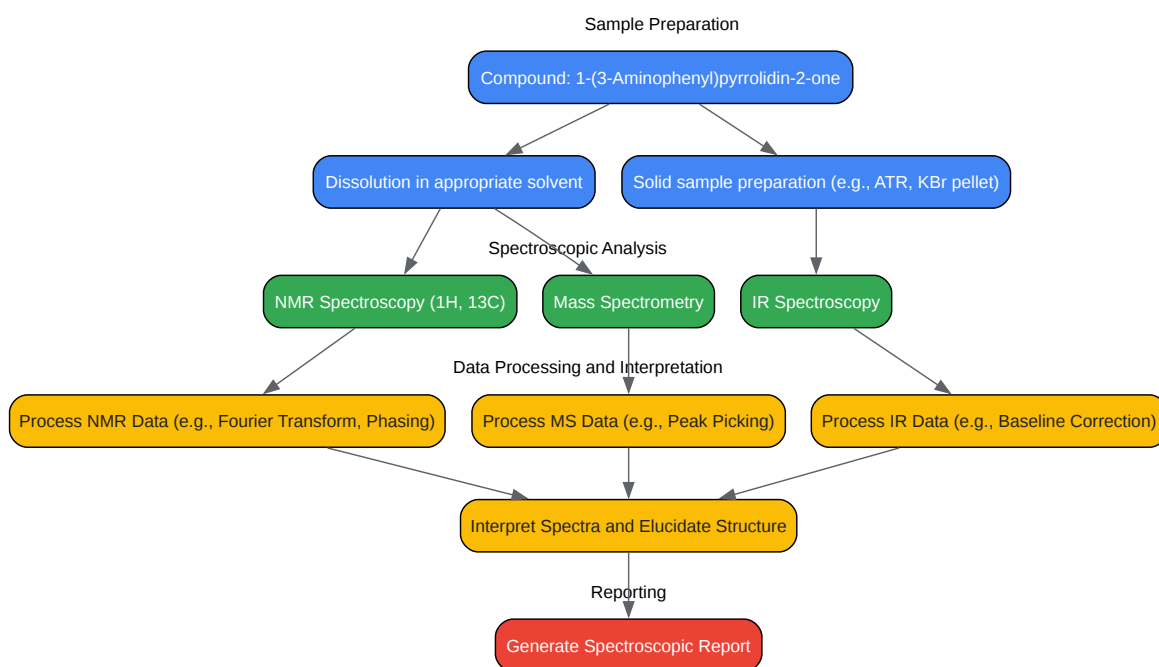 Sample Preparation
Compound: 1-(3-Aminophenyl)pyrrolidin-2-one
Dissolution in appropriate solvent
Solid sample preparation (e.g., ATR, KBr pellet)
Spectroscopic Analysis
NMR Spectroscopy (1H, 13C)
Mass Spectrometry
IR Spectroscopy
Data Processing and Interpretation
Process NMR Data (e.g., Fourier Transform, Phasing)
Process MS Data (e.g., Peak Picking)
Process IR Data (e.g., Baseline Correction)
Interpret Spectra and Elucidate Structure
Reporting
Generate Spectroscopic Report